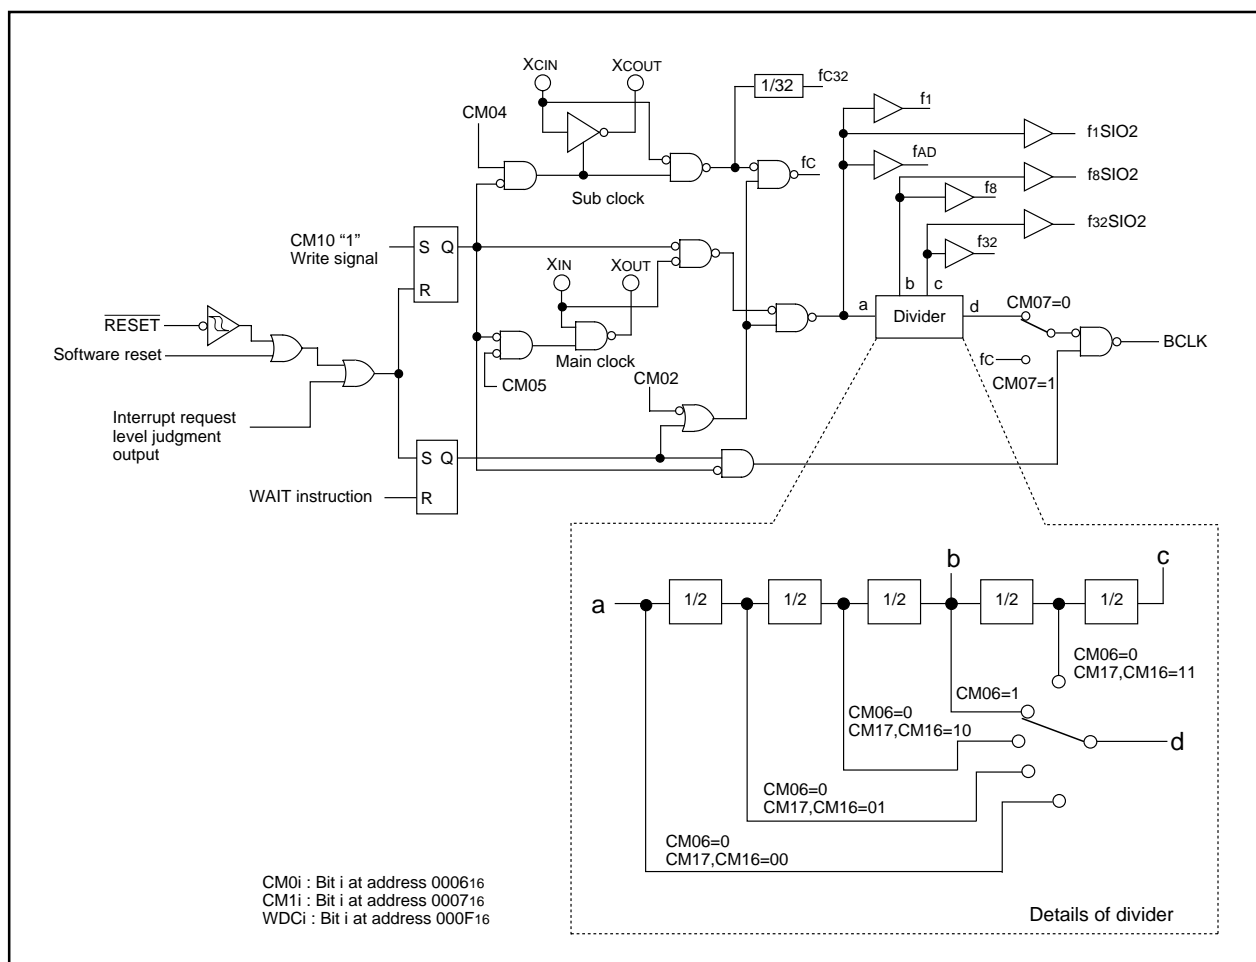 XCIN
XCOUT
1/32
fC32
f1
CM04
f1SIO2
fAD
fC
f8SIO2
f8
Sub clock
CM10 “1”
Write signal
S Q
R
f32SIO2
f32
XIN
XOUT
b c
RESET
Software reset
a
Divider
d
CM07=0
BCLK
fC
CM07=1
Main clock
CM05
CM02
Interrupt request
level judgment
output
S Q
R
WAIT instruction
b
c
a
1/2
1/2
1/2
1/2
1/2
CM06=0
CM17,CM16=11
CM06=1
CM06=0
CM17,CM16=10
d
CM06=0
CM17,CM16=01
CM06=0
CM17,CM16=00
CM0i : Bit i at address 000616
CM1i : Bit i at address 000716
WDCi : Bit i at address 000F16
Details of divider